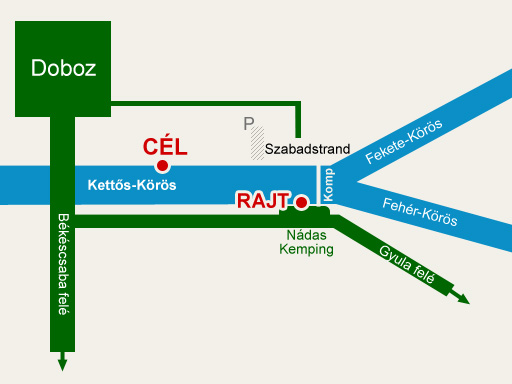 Doboz
P
CÉL
Szabadstrand
Fekete-Körös
Kettős-Körös
Komp
RAJT
Fehér-Körös
Békéscsaba felé
Nádas
Kemping
Gyula felé